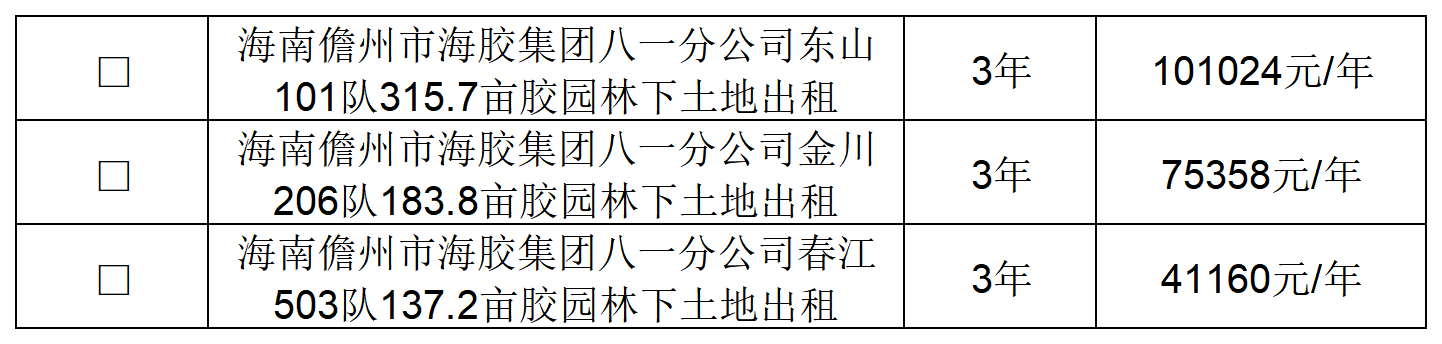 海南儋州市海胶集团八一分公司东山
101队315.7亩胶园林下土地出租
3年
101024元/年
海南儋州市海胶集团八一分公司金川
206队183.8亩胶园林下土地出租
3年
75358元/年
海南儋州市海胶集团八一分公司春江
503队137.2亩胶园林下土地出租
3年
41160元/年